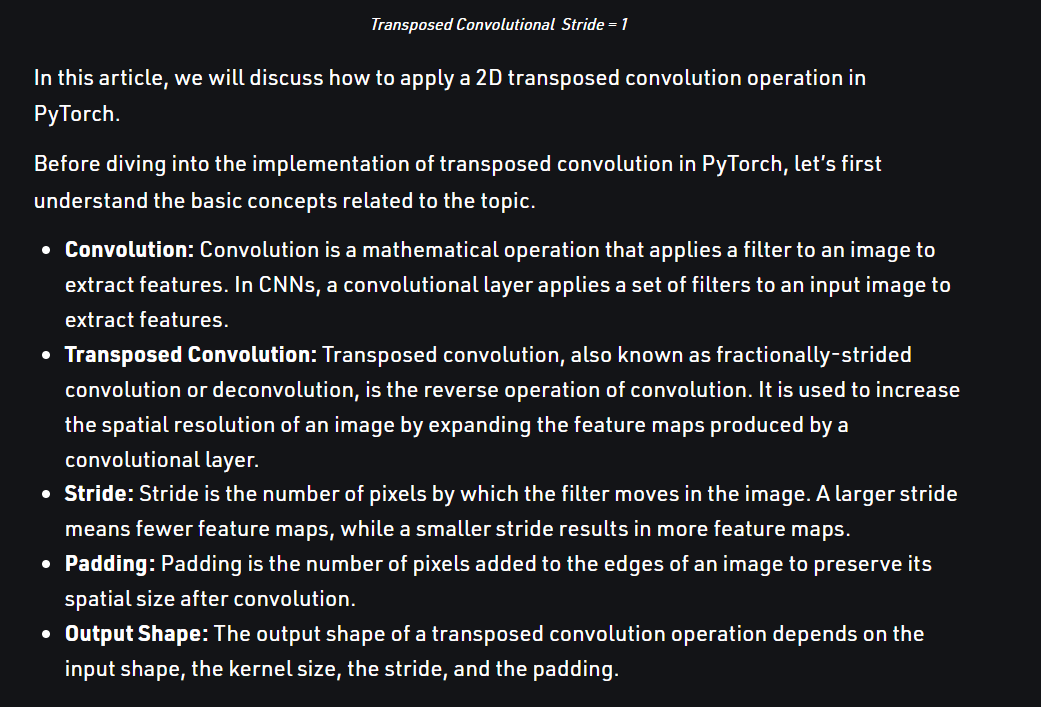 Transposed Convolutional Stride = 1
In this article, we will discuss how to apply a 2D transposed convolution operation in
PyTorch.
Before diving into the implementation of transposed convolution in PyTorch, let's first
understand the basic concepts related to the topic.
• Convolution: Convolution is a mathematical operation that applies a filter to an image to
extract features. In CNNs, a convolutional layer applies a set of filters to an input image to
extract features.
• Transposed Convolution: Transposed convolution, also known as fractionally-strided
convolution or deconvolution, is the reverse operation of convolution. It is used to increase
the spatial resolution of an image by expanding the feature maps produced by a
convolutional layer.
• Stride: Stride is the number of pixels by which the filter moves in the image. A larger stride
means fewer feature maps, while a smaller stride results in more feature maps.
• Padding: Padding is the number of pixels added to the edges of an image to preserve its
spatial size after convolution.
• Output Shape: The output shape of a transposed convolution operation depends on the
input shape, the kernel size, the stride, and the padding.